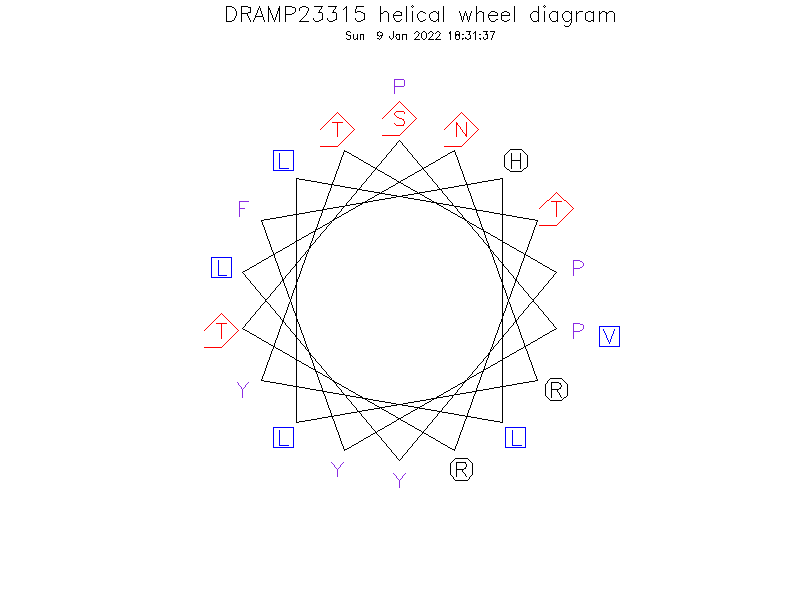 DRAMP23315 helical wheel diagram
Sun 9 Jan 2022 18:31:37
P
T S N
L H
F T
L P
T P V
Y R
L L
Y R
Y